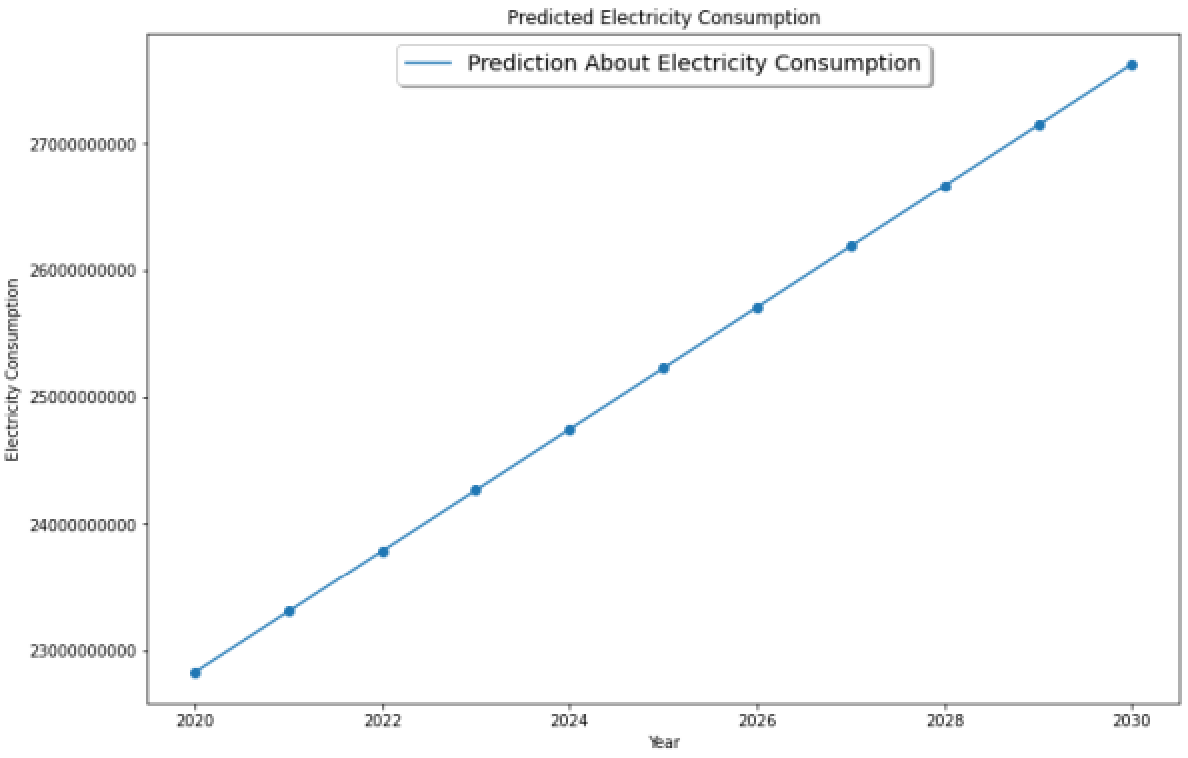 Predicted Electricity Consumption
Prediction About Electricity Consumption
27000000000
26000000000
25000000000
24000000000
23000000000
Electricity Consumption
2020 2022 2024 2026 2028 2030
Year